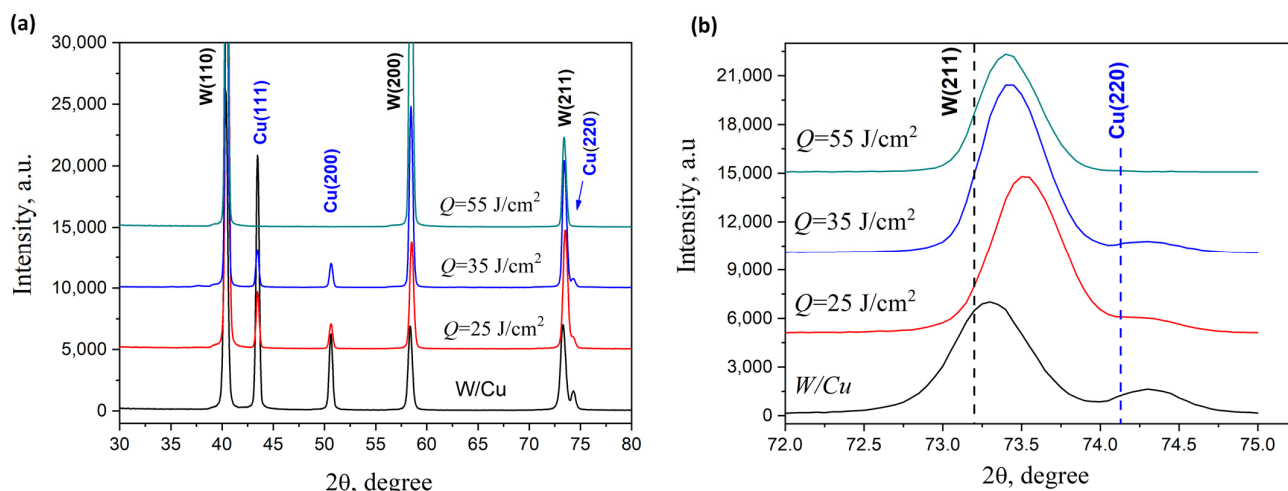 (a)
30,000
25,000
20,000
15,000
10,000
5,000
0
Intensity, a.u.
W(110)
Cu(111)
Cu(200)
W(200)
W(211)
Cu(220)
Q=55 J/cm²
Q=35 J/cm²
Q=25 J/cm²
W/Cu
30 35 40 45 50 55 60 65 70 75 80
2θ, degree
(b)
21,000
18,000
15,000
12,000
9,000
6,000
3,000
0
Intensity, a.u
W(211)
Cu(220)
Q=55 J/cm²
Q=35 J/cm²
Q=25 J/cm²
W/Cu
72.0 72.5 73.0 73.5 74.0 74.5 75.0
2θ, degree